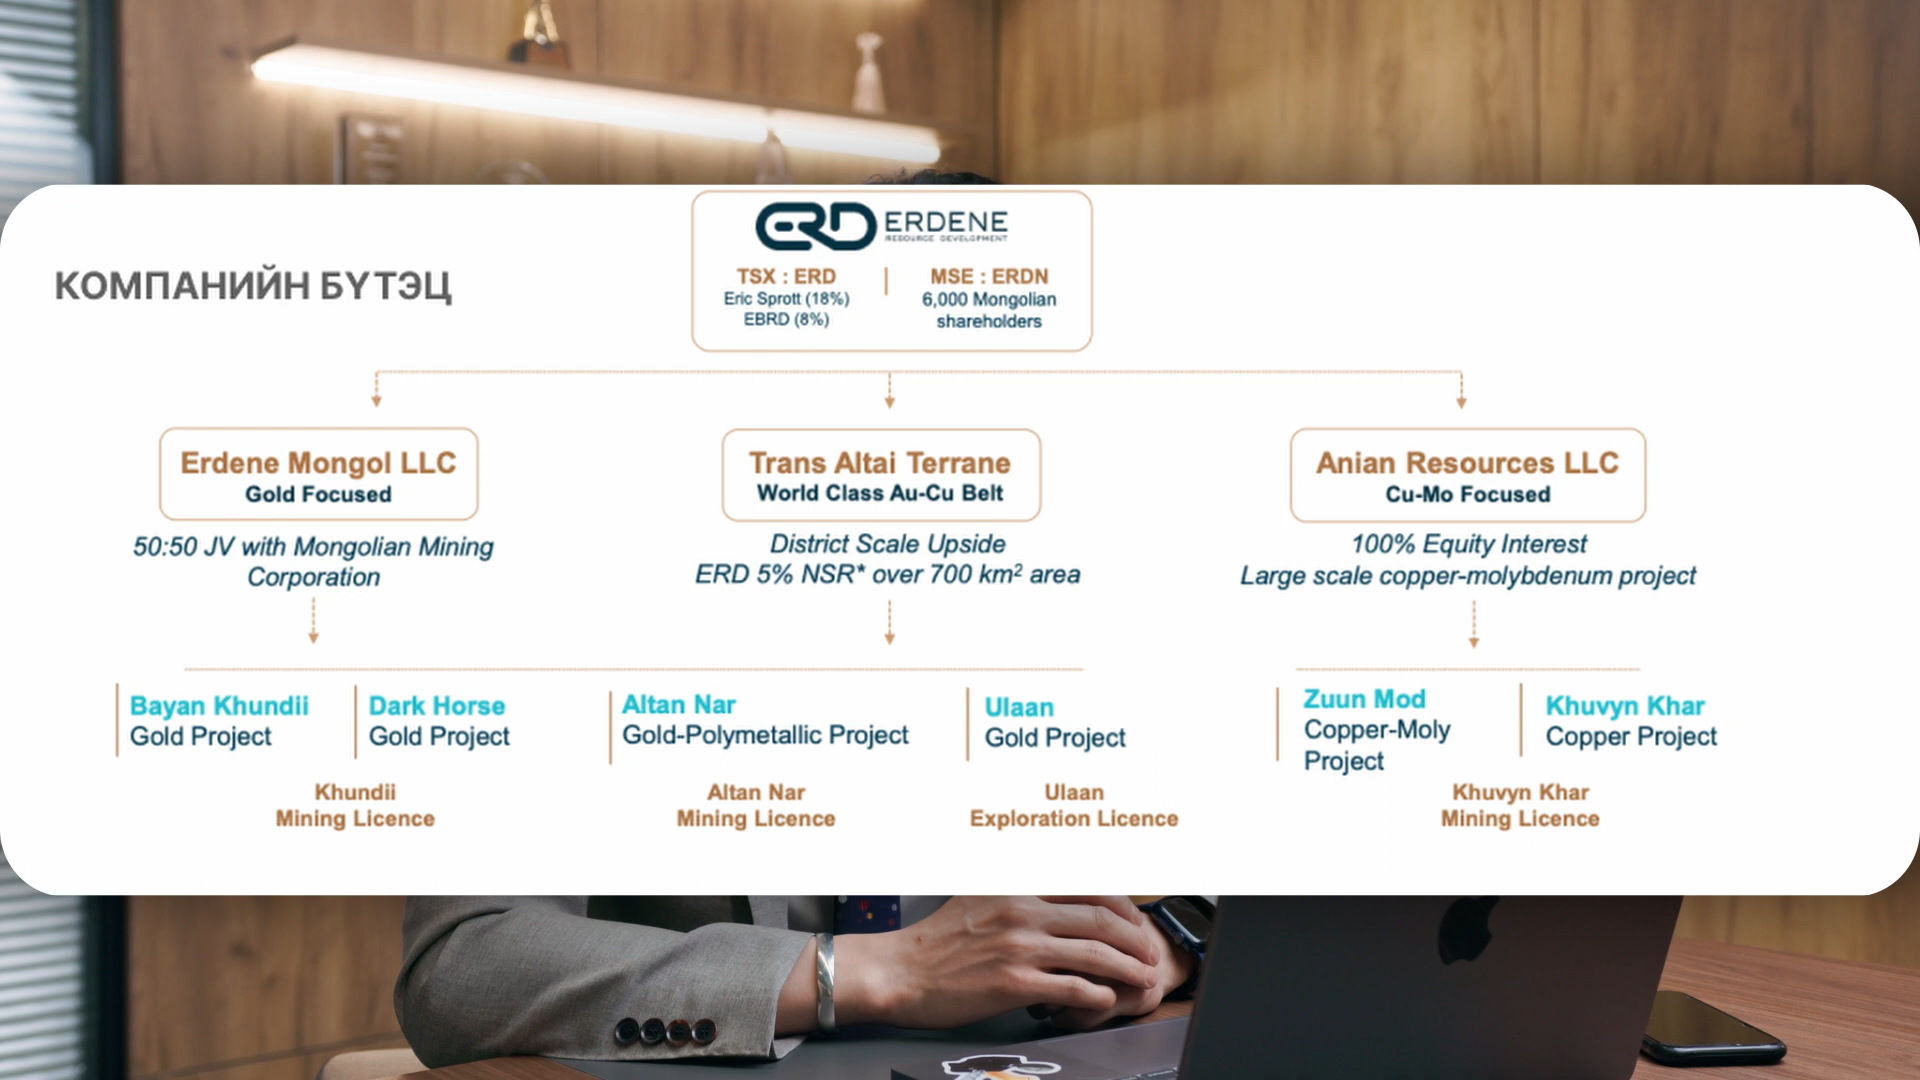 ERD ERDENE
RESOURCE DEVELOPMENT
КОМПАНИЙН БҮТЭЦ
TSX : ERD
Eric Sprott (18%)
EBRD (8%)
MSE : ERDN
6,000 Mongolian
shareholders
Erdene Mongol LLC
Gold Focused
50:50 JV with Mongolian Mining
Corporation
Trans Altai Terrane
World Class Au-Cu Belt
District Scale Upside
ERD 5% NSR* over 700 km² area
Anian Resources LLC
Cu-Mo Focused
100% Equity Interest
Large scale copper-molybdenum project
Bayan Khundii
Gold Project
Dark Horse
Gold Project
Khundii
Mining Licence
Altan Nar
Gold-Polymetallic Project
Altan Nar
Mining Licence
Ulaan
Gold Project
Ulaan
Exploration Licence
Zuun Mod
Copper-Moly
Project
Khuvyn Khar
Copper Project
Khuvyn Khar
Mining Licence